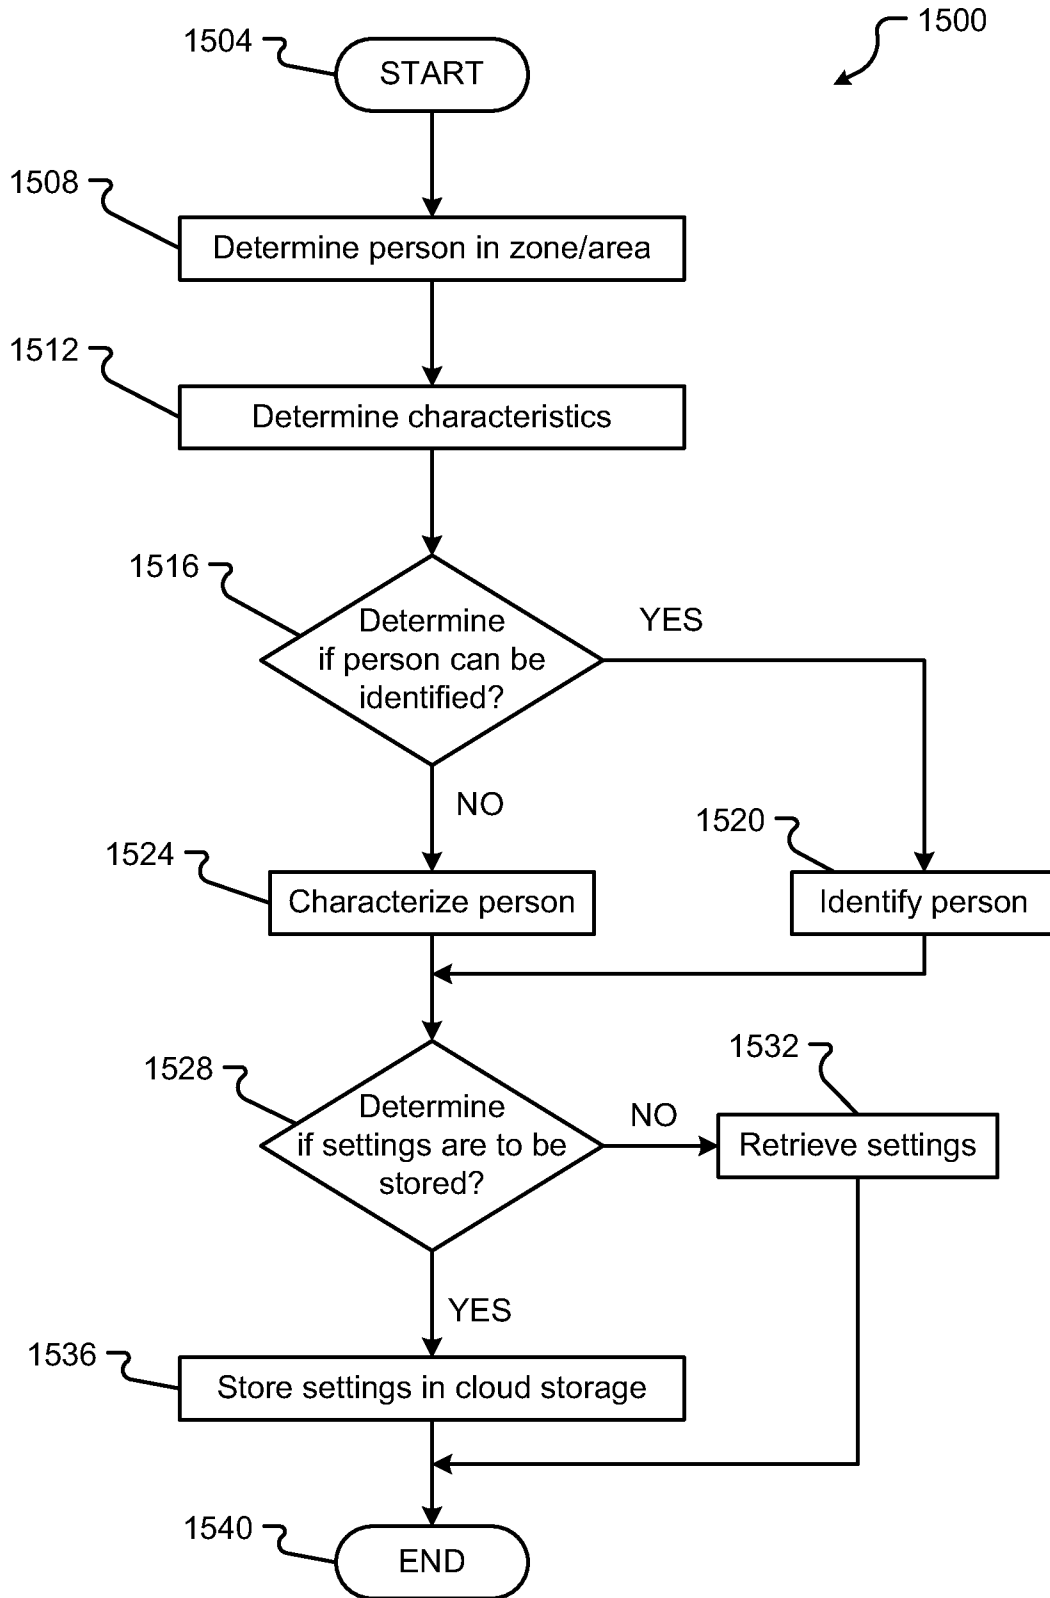 1500
1504
START
1508
Determine person in zone/area
1512
Determine characteristics
1516
Determine
if person can be
identified?
YES
NO
1520
1524
Characterize person
Identify person
1528
Determine
if settings are to be
stored?
NO
1532
Retrieve settings
YES
1536
Store settings in cloud storage
1540
END